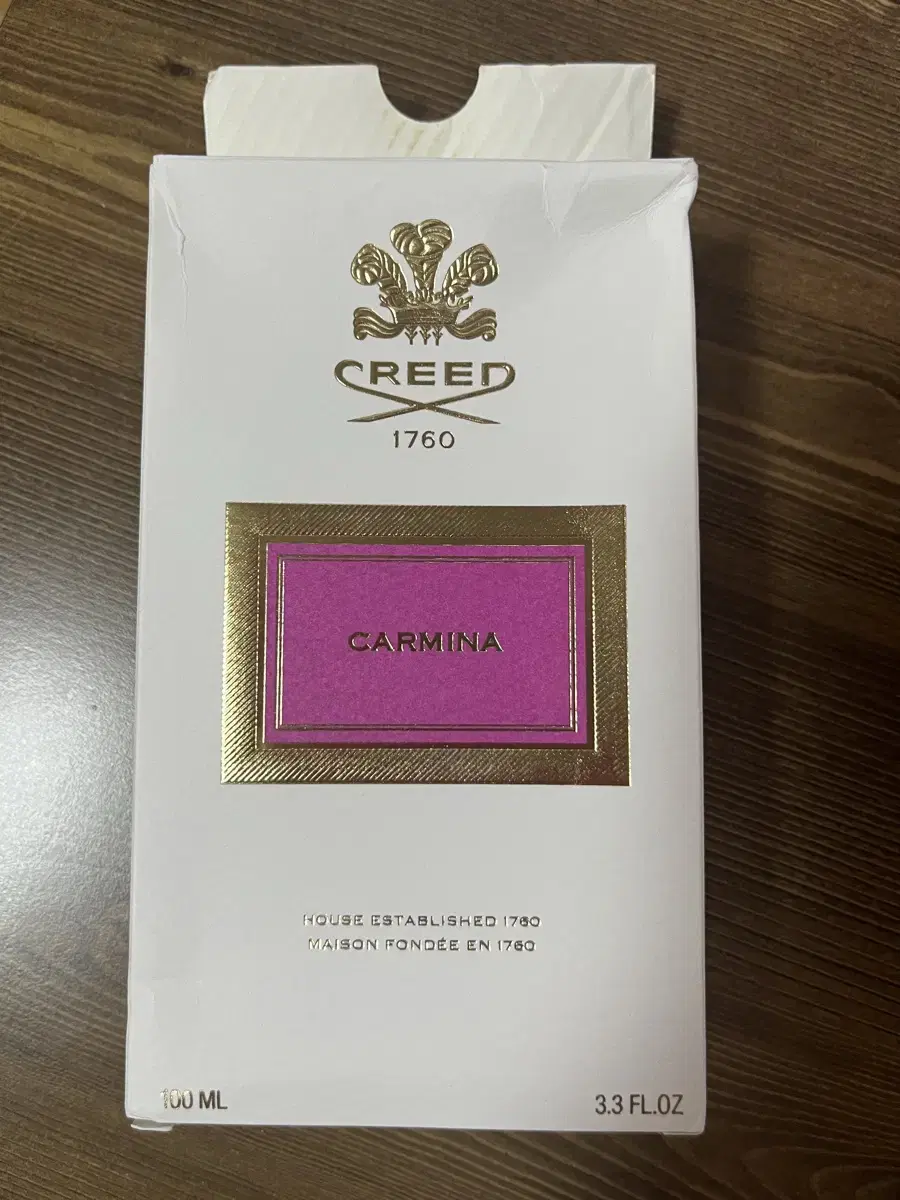 CREED
1760
CARMINA
HOUSE ESTABLISHED 1760
MAISON FONDÉE EN 1760
100 ML
3.3 FL.OZ